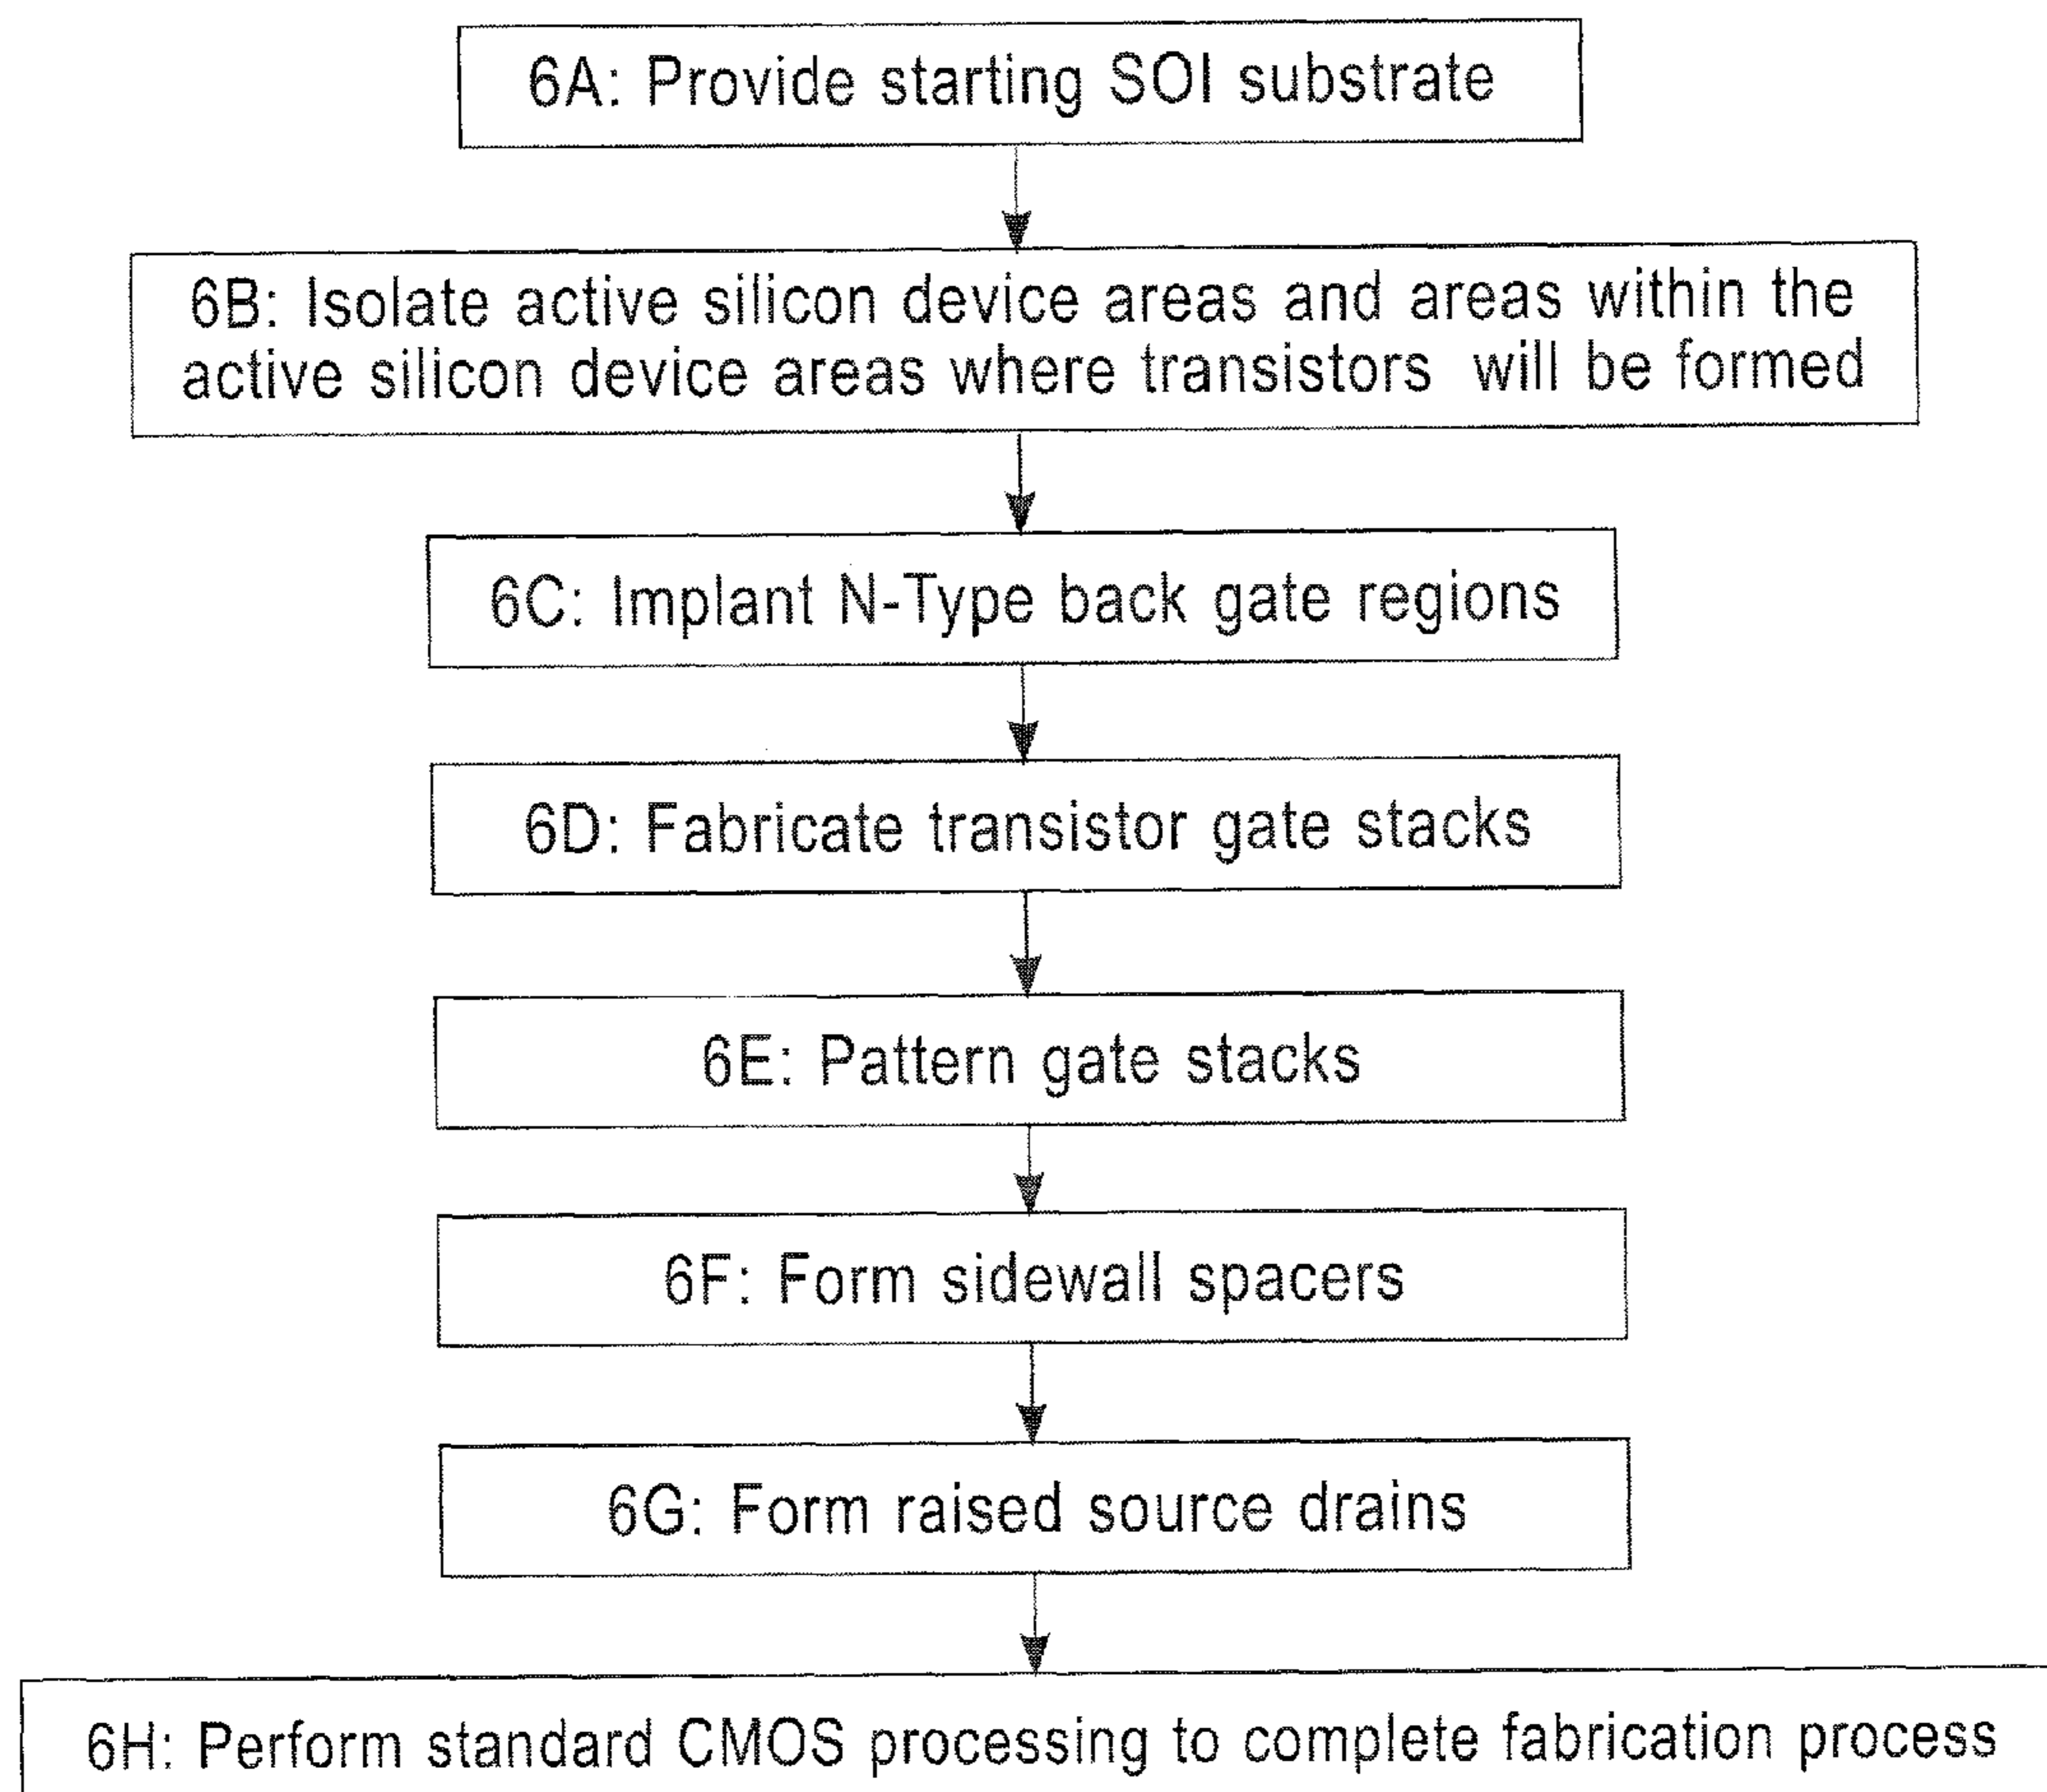 6A: Provide starting SOI substrate
6B: Isolate active silicon device areas and areas within the
active silicon device areas where transistors will be formed
6C: Implant N-Type back gate regions
6D: Fabricate transistor gate stacks
6E: Pattern gate stacks
6F: Form sidewall spacers
6G: Form raised source drains
6H: Perform standard CMOS processing to complete fabrication process